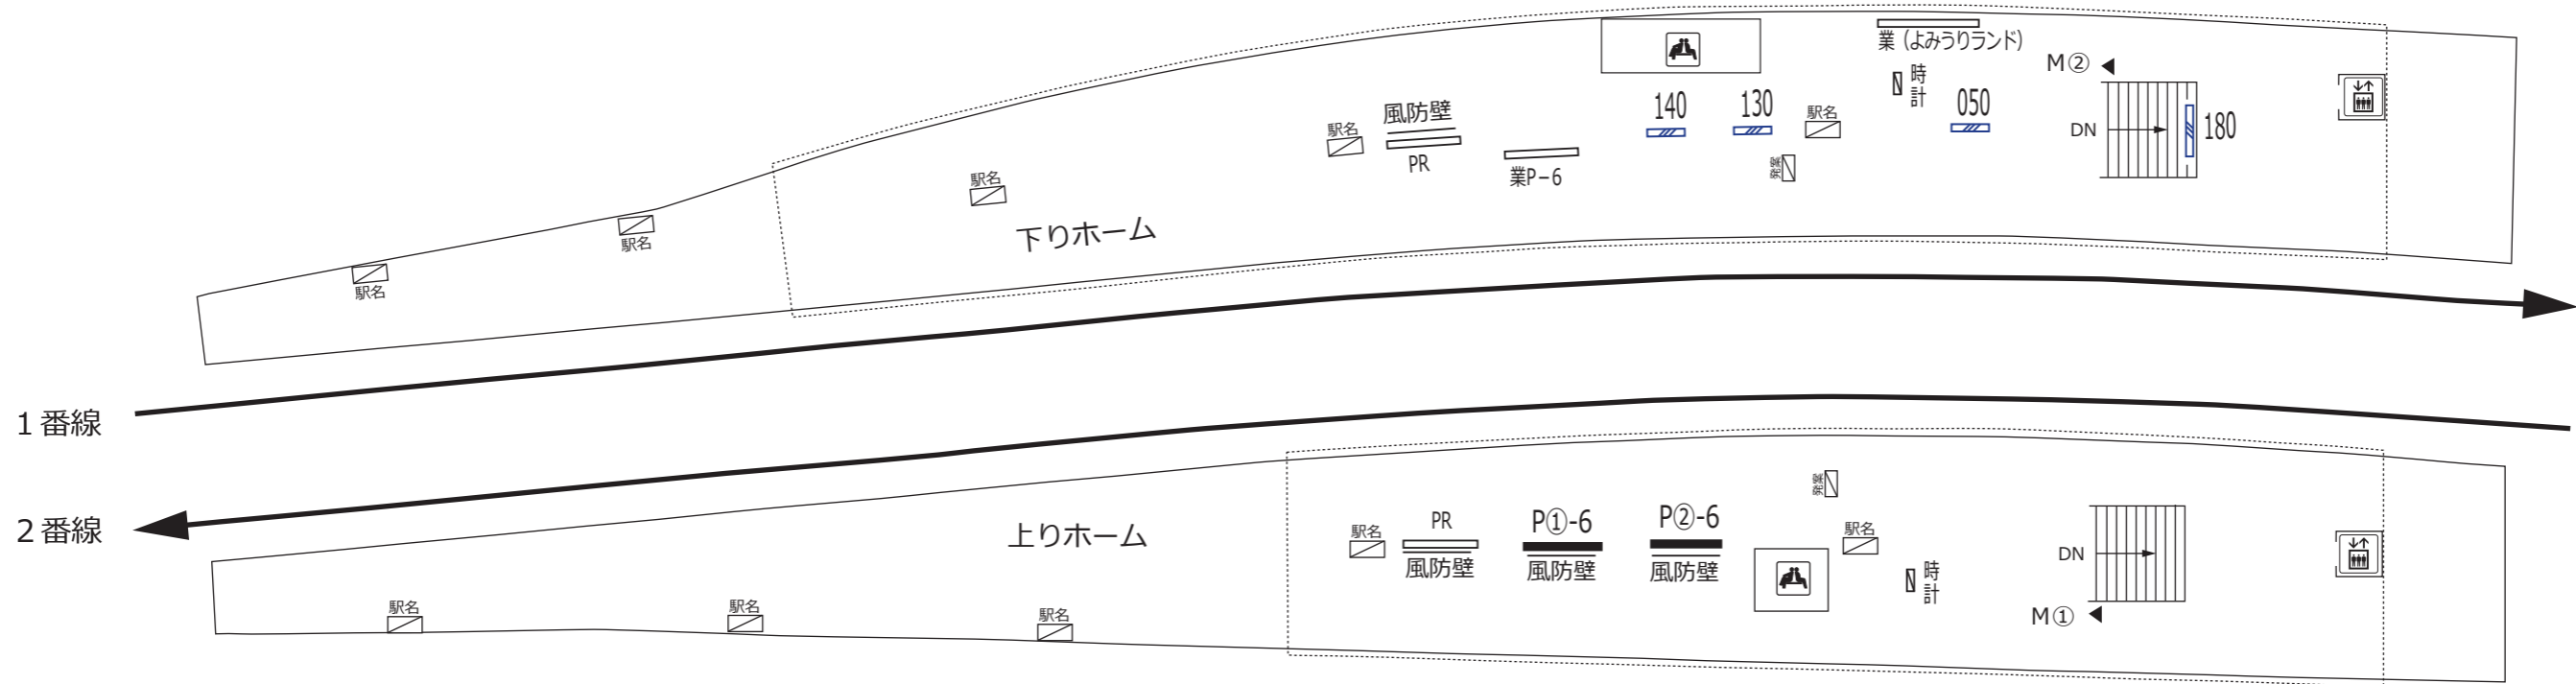 業（よみうりランド）
M②
時計
風防壁
140
130
駅名
050
駅名
DN
180
PR
業P−6
発案
駅名
下りホーム
駅名
駅名
1番線
2番線
上りホーム
発案
駅名
PR
P①-6
P②-6
駅名
風防壁
風防壁
風防壁
DN
時計
駅名
駅名
駅名
M①